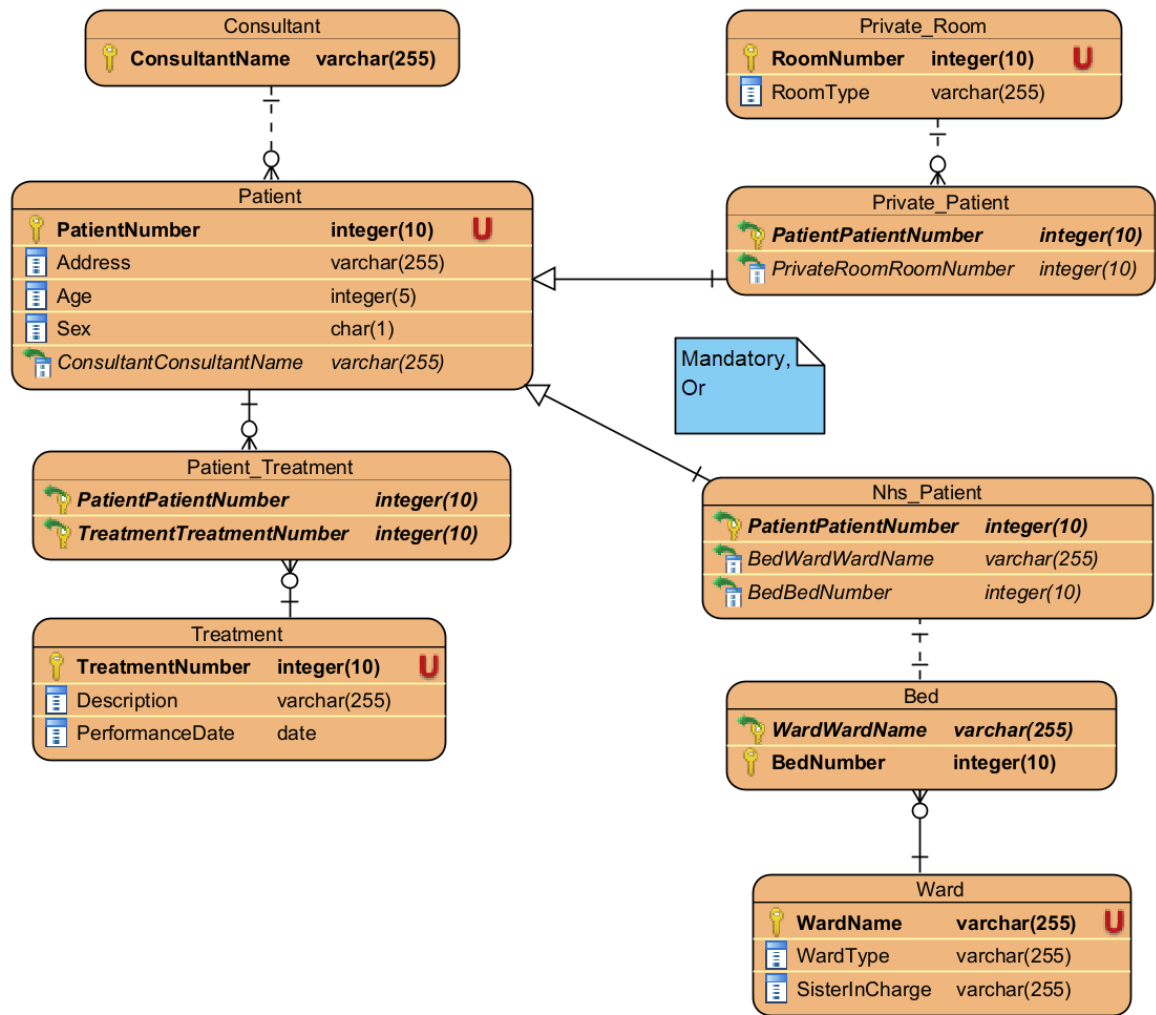 Consultant
ConsultantName varchar(255)
Private_Room
RoomNumber integer(10) U
RoomType varchar(255)
Patient
PatientNumber integer(10) U
Address varchar(255)
Age integer(5)
Sex char(1)
ConsultantConsultantName varchar(255)
Private_Patient
PatientPatientNumber integer(10)
PrivateRoomRoomNumber integer(10)
Mandatory,
Or
Patient_Treatment
PatientPatientNumber integer(10)
TreatmentTreatmentNumber integer(10)
Nhs_Patient
PatientPatientNumber integer(10)
BedWardWardName varchar(255)
BedBedNumber integer(10)
Treatment
TreatmentNumber integer(10) U
Description varchar(255)
PerformanceDate date
Bed
WardWardName varchar(255)
BedNumber integer(10)
Ward
WardName varchar(255) U
WardType varchar(255)
SisterInCharge varchar(255)